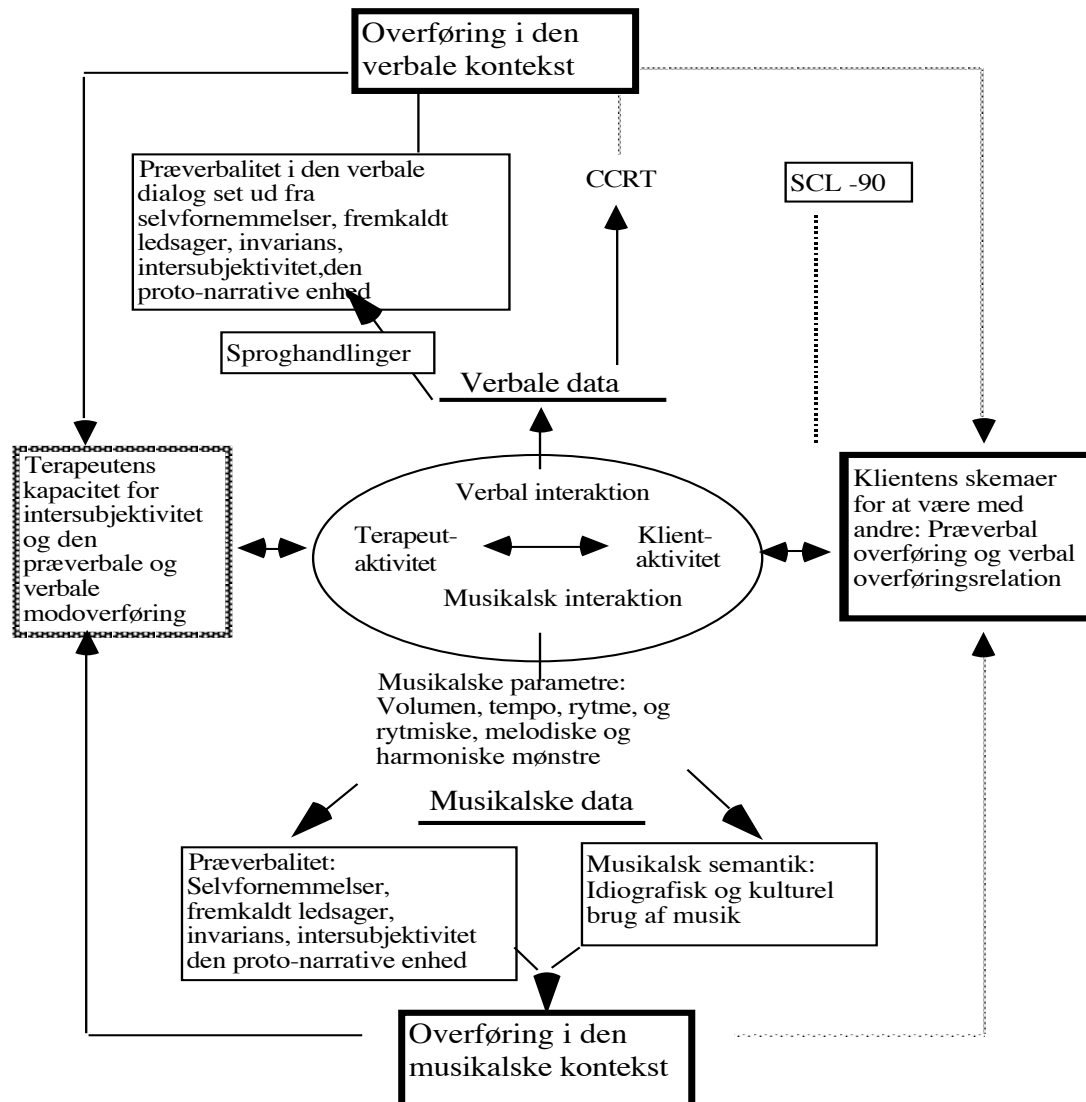 Overføring i den
verbale kontekst
Præverbalitet i den verbale
dialog set ud fra
selvfornemmelser, fremkaldt
ledsager, invarians,
intersubjektivitet,den
proto-narrative enhed
CCRT
SCL -90
Sproghandlinger
Verbale data
Terapeutens
kapacitet for
intersubjektivitet
og den
præverbale og
verbale
modoverføring
Verbal interaktion
Terapeut-
aktivitet
Klient-
aktivitet
Musikalsk interaktion
Klientens skemaer
for at være med
andre: Præverbal
overføring og verbal
overføringsrelation
Musikalske parametre:
Volumen, tempo, rytme, og
rytmiske, melodiske og
harmoniske mønstre
Musikalske data
Præverbalitet:
Selvfornemmelser,
fremkaldt ledsager,
invarians, intersubjektivitet
den proto-narrative enhed
Musikalsk semantik:
Idiografisk og kulturel
brug af musik
Overføring i den
musikalske kontekst